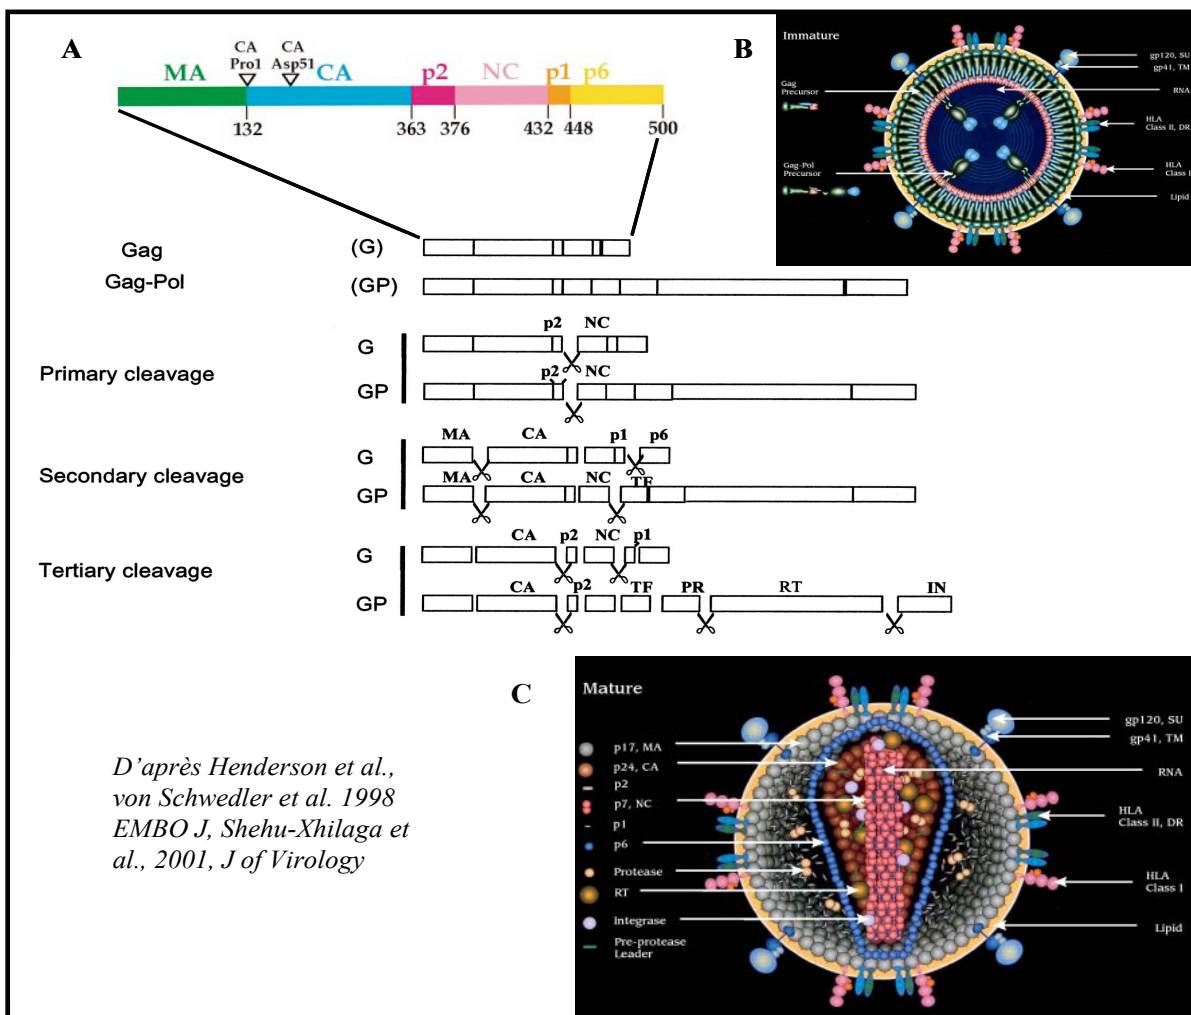 A
CA CA
Pro1 Asp51
MA CA p2 NC p1 p6
132 363 376 432 448 500
B
Immature
Gag
Precursor
Gag-Pol
Precursor
gp120, SU
gp41, TM
RNA
HLA
Class II, DR
HLA
Class I
Lipid
Gag (G)
Gag-Pol (GP)
Primary cleavage
p2 NC
G
p2 NC
GP
Secondary cleavage
MA CA p1 p6
G
MA CA NC TF
GP
Tertiary cleavage
CA p2 NC p1
G
CA p2 TF PR RT IN
GP
C
Mature
p17, MA
p24, CA
p2
p7, NC
p1
p6
Protease
RT
Integrase
Pre-protease
Leader
gp120, SU
gp41, TM
RNA
HLA
Class II, DR
HLA
Class I
Lipid
D'après Henderson et al.,
von Schwedler et al. 1998
EMBO J, Shehu-Xhilaga et
al., 2001, J of Virology